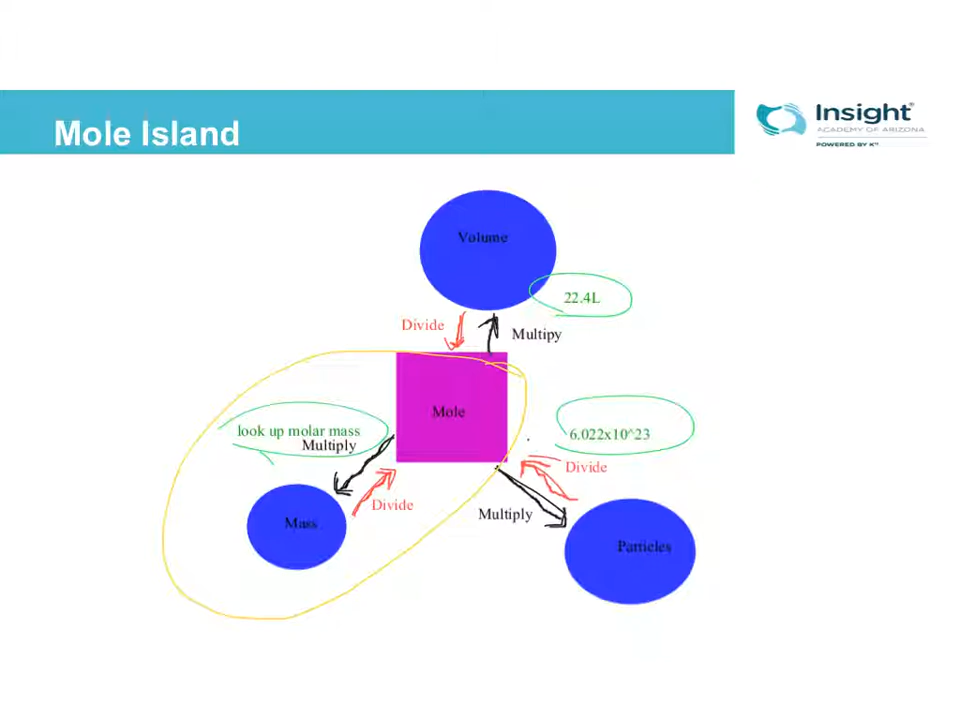 Mole Island
Insight
ACADEMY OF ARIZONA
POWERED BY K¹²
Volume
22.4L
Divide
Multipy
Mole
look up molar mass
Multiply
6.022x10^23
Divide
Divide
Multiply
Mass
Particles